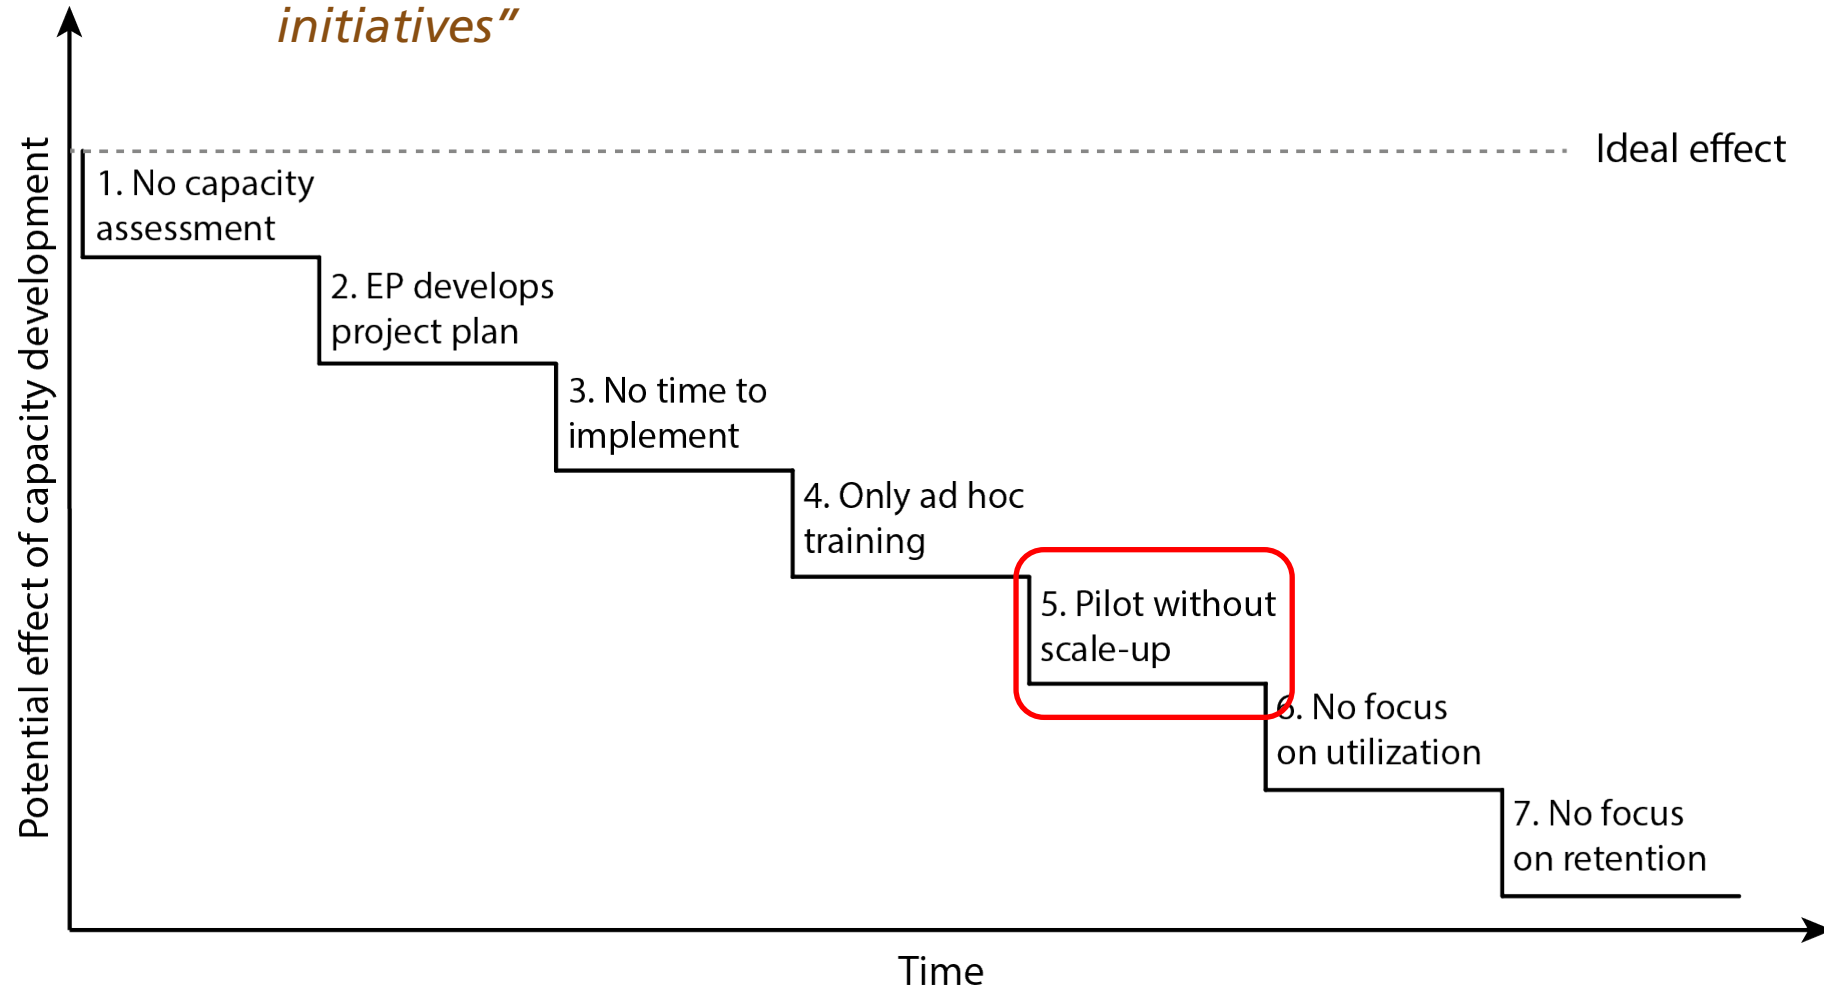 initiatives”
Ideal effect
1. No capacity
assessment
2. EP develops
project plan
3. No time to
implement
4. Only ad hoc
training
5. Pilot without
scale-up
6. No focus
on utilization
7. No focus
on retention
Potential effect of capacity development
Time